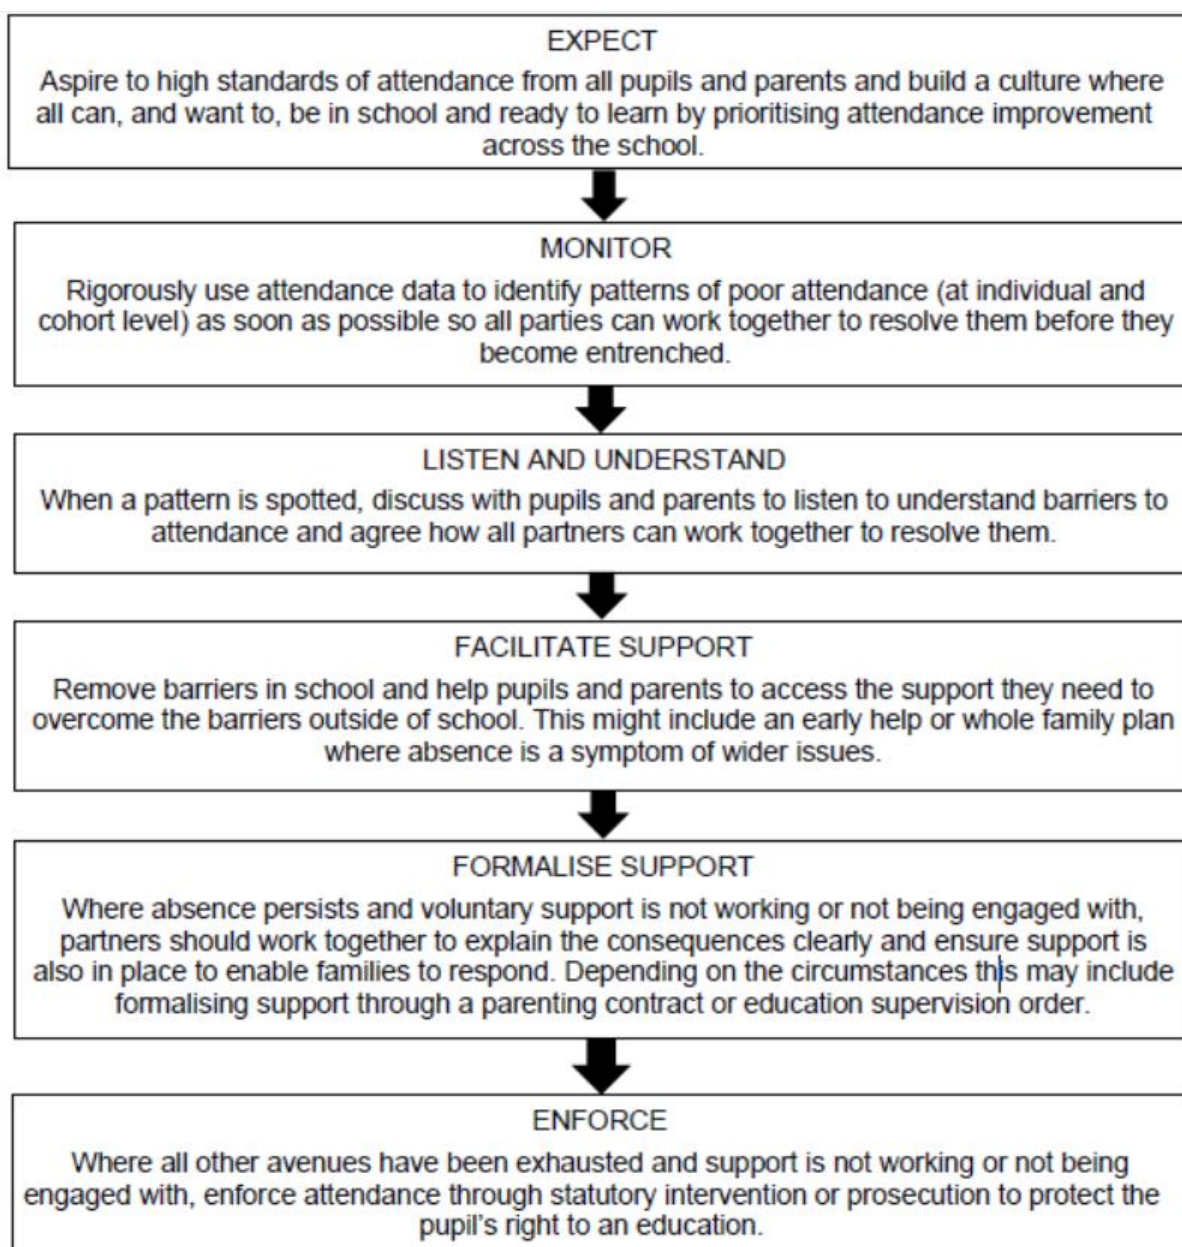 EXPECT
Aspire to high standards of attendance from all pupils and parents and build a culture where
all can, and want to, be in school and ready to learn by prioritising attendance improvement
across the school.
MONITOR
Rigorously use attendance data to identify patterns of poor attendance (at individual and
cohort level) as soon as possible so all parties can work together to resolve them before they
become entrenched.
LISTEN AND UNDERSTAND
When a pattern is spotted, discuss with pupils and parents to listen to understand barriers to
attendance and agree how all partners can work together to resolve them.
FACILITATE SUPPORT
Remove barriers in school and help pupils and parents to access the support they need to
overcome the barriers outside of school. This might include an early help or whole family plan
where absence is a symptom of wider issues.
FORMALISE SUPPORT
Where absence persists and voluntary support is not working or not being engaged with,
partners should work together to explain the consequences clearly and ensure support is
also in place to enable families to respond. Depending on the circumstances this may include
formalising support through a parenting contract or education supervision order.
ENFORCE
Where all other avenues have been exhausted and support is not working or not being
engaged with, enforce attendance through statutory intervention or prosecution to protect the
pupil's right to an education.